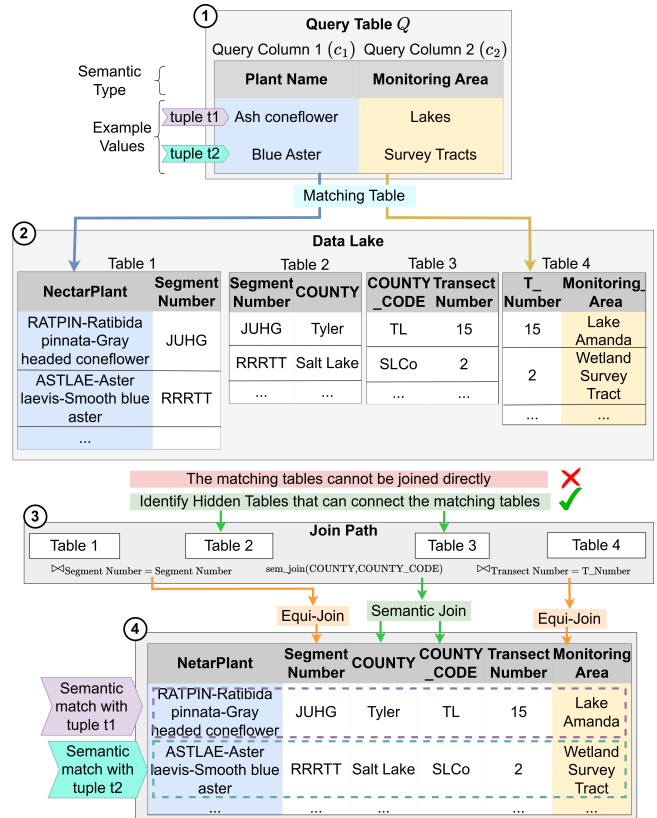 1
Query Table Q
Query Column 1 (c1) Query Column 2 (c2)
Semantic
Type
Plant Name Monitoring Area
Example
Values
tuple t1 Ash coneflower Lakes
tuple t2 Blue Aster Survey Tracts
Matching Table
2
Data Lake
Table 1
NectarPlant Segment
Number
RATPIN-Ratibida
pinnata-Gray
headed coneflower
JUHG
ASTLAE-Aster
laevis-Smooth blue
aster
RRRTT
...
Table 2
Segment
Number
COUNTY
JUHG Tyler
RRRTT Salt Lake
... ...
Table 3
COUNTY
_CODE
Transect
Number
TL 15
SLCo 2
... ...
Table 4
T_
Number
Monitoring_
Area
15
Lake
Amanda
2
Wetland
Survey
Tract
... ...
The matching tables cannot be joined directly
Identify Hidden Tables that can connect the matching tables
3
Join Path
Table 1 Table 2 Table 3 Table 4
⋈Segment Number = Segment Number sem_join(COUNTY,COUNTY_CODE) ⋈Transect Number = T_Number
Equi-Join Semantic Join Equi-Join
4
NetarPlant
Segment
Number
COUNTY
COUNTY
_CODE
Transect
Number
Monitoring
Area
Semantic
match with
tuple t1
RATPIN-Ratibida
pinnata-Gray
headed coneflower
JUHG Tyler TL 15
Lake
Amanda
Semantic
match with
tuple t2
ASTLAE-Aster
laevis-Smooth blue
aster
RRRTT Salt Lake SLCo 2
Wetland
Survey
Tract
... ... ... ... ... ...